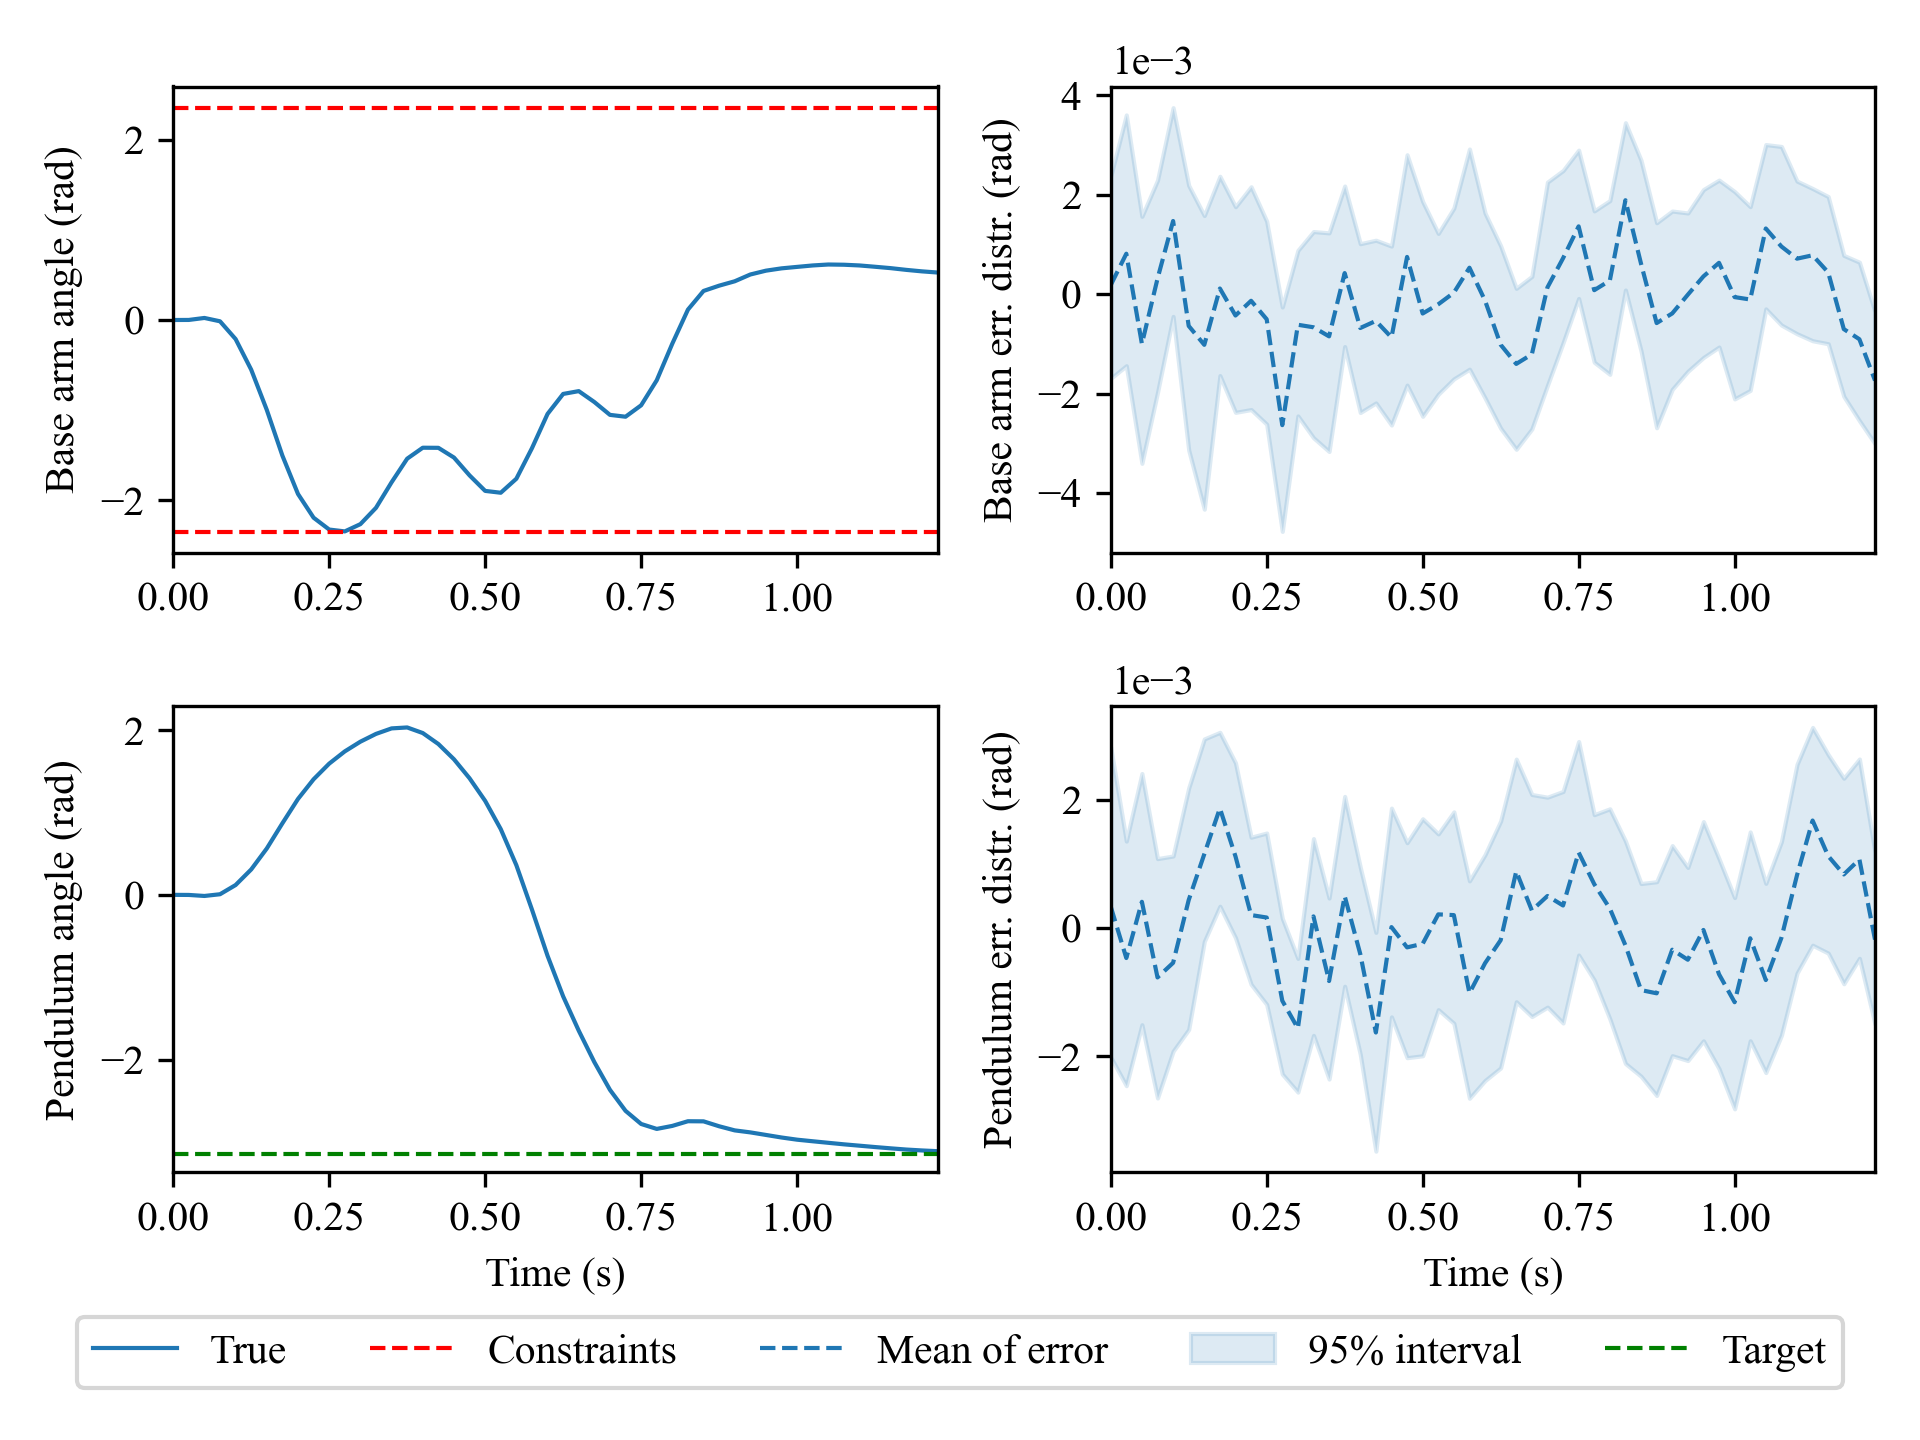 1e−3
Base arm angle (rad)
2
0
−2
0.00 0.25 0.50 0.75 1.00
Base arm err. distr. (rad)
4
2
0
−2
−4
0.00 0.25 0.50 0.75 1.00
1e−3
Pendulum angle (rad)
2
0
−2
0.00 0.25 0.50 0.75 1.00
Time (s)
Pendulum err. distr. (rad)
2
0
−2
0.00 0.25 0.50 0.75 1.00
Time (s)
True Constraints Mean of error 95% interval Target